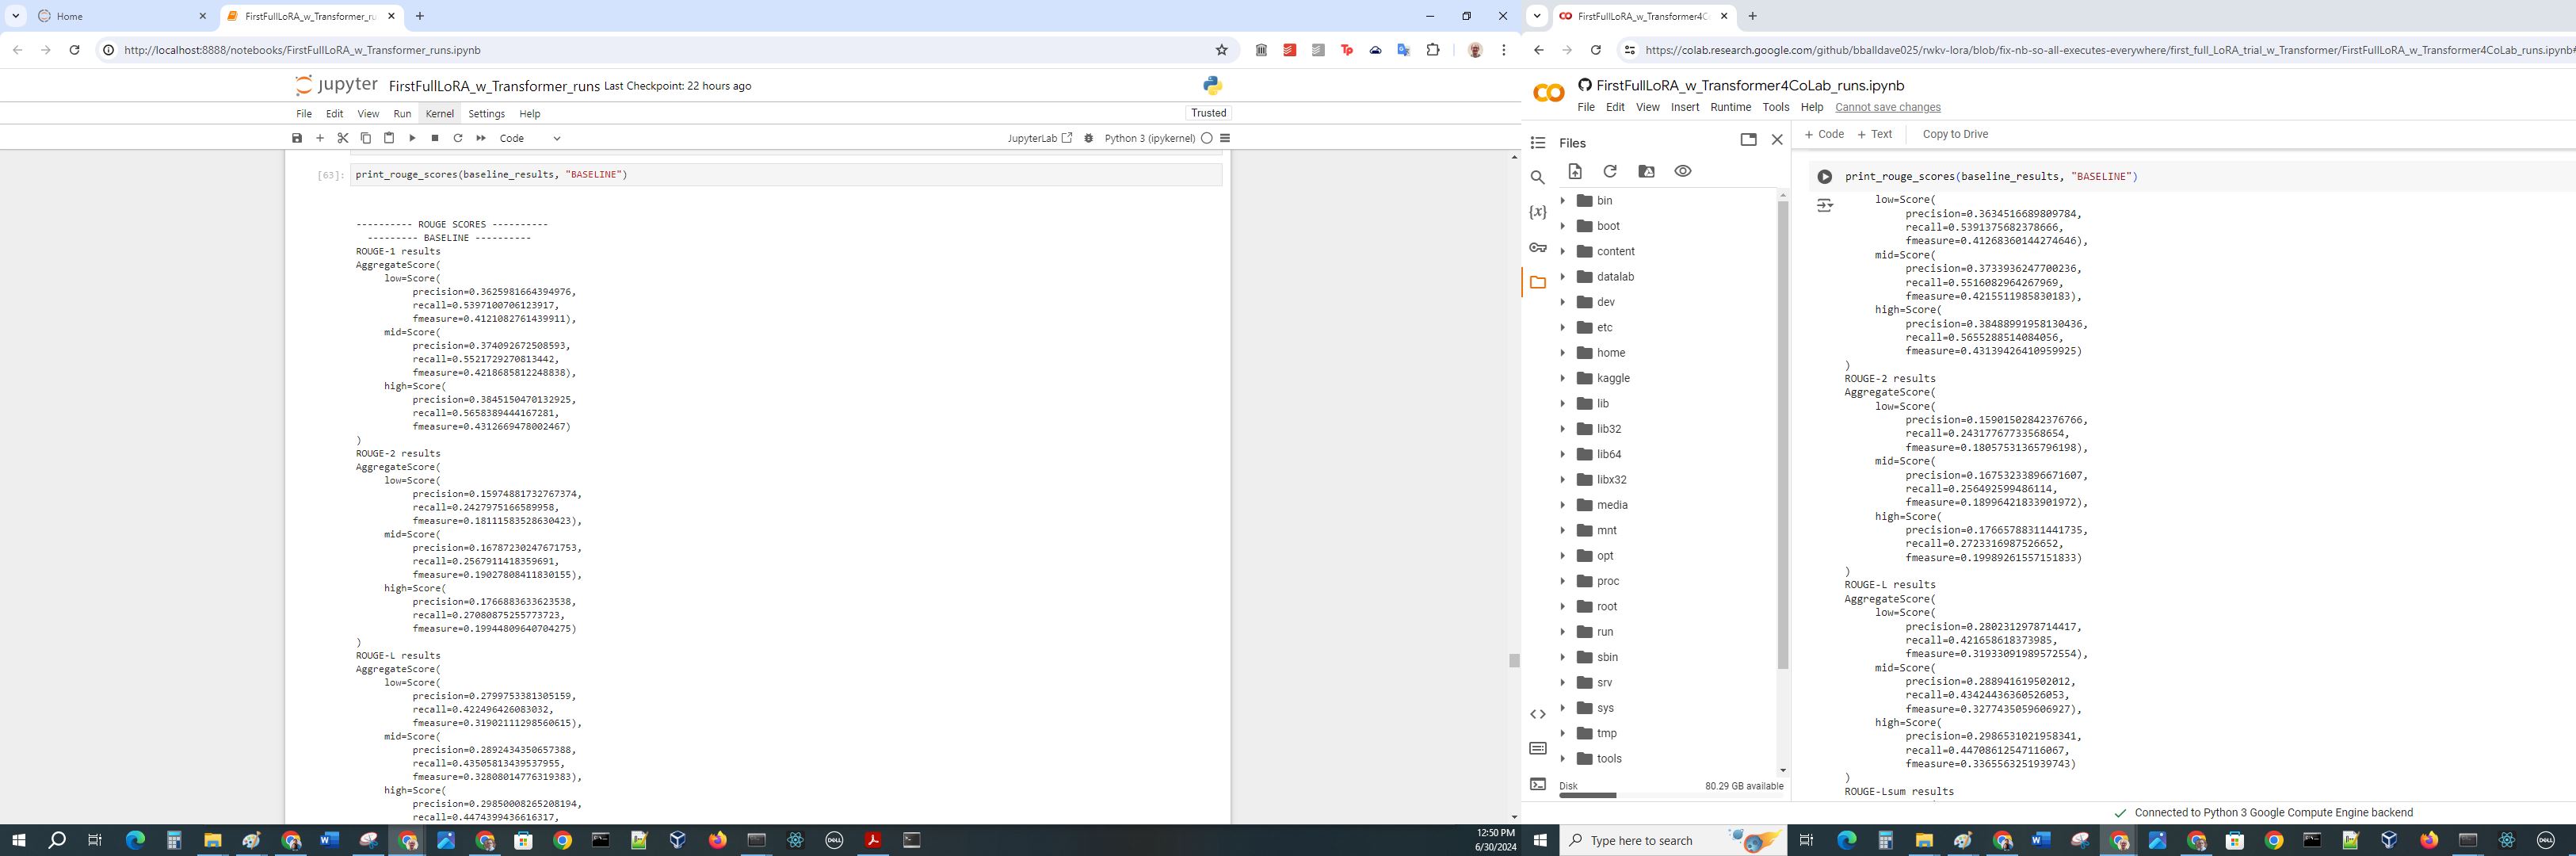 Home
FirstFullLoRA_w_Transformer_ru
http://localhost:8888/notebooks/FirstFullLoRA_w_Transformer_runs.ipynb
jupyter FirstFullLoRA_w_Transformer_runs Last Checkpoint: 22 hours ago
File Edit View Run Kernel Settings Help
Trusted
Code
JupyterLab
Python 3 (ipykernel)
[63]: print_rouge_scores(baseline_results, "BASELINE")
---------- ROUGE SCORES ----------
--------- BASELINE ----------
ROUGE-1 results
AggregateScore(
low=Score(
precision=0.3625981664394976,
recall=0.5397100706123917,
fmeasure=0.4121082761439911),
mid=Score(
precision=0.374092672508593,
recall=0.5521729270813442,
fmeasure=0.4218685812248838),
high=Score(
precision=0.3845150470132925,
recall=0.5658389444167281,
fmeasure=0.4312669478002467)
)
ROUGE-2 results
AggregateScore(
low=Score(
precision=0.15974881732767374,
recall=0.2427975166589958,
fmeasure=0.18111583528630423),
mid=Score(
precision=0.16787230247671753,
recall=0.2567911418359691,
fmeasure=0.19027808411830155),
high=Score(
precision=0.1766883633623538,
recall=0.27080875255773723,
fmeasure=0.19944809640704275)
)
ROUGE-L results
AggregateScore(
low=Score(
precision=0.2799753381305159,
recall=0.422496426083032,
fmeasure=0.31902111298560615),
mid=Score(
precision=0.2892434350657388,
recall=0.43505813439537955,
fmeasure=0.32808014776319383),
high=Score(
precision=0.29850008265208194,
recall=0.4474399436616317,
12:50 PM
6/30/2024
FirstFullLoRA_w_Transformer4C
https://colab.research.google.com/github/bballdave025/rwkv-lora/blob/fix-nb-so-all-executes-everywhere/first_full_LoRA_trial_w_Transformer/FirstFullLoRA_w_Transformer4CoLab_runs.ipynb#
FirstFullLoRA_w_Transformer4CoLab_runs.ipynb
File Edit View Insert Runtime Tools Help Cannot save changes
Files
+ Code + Text Copy to Drive
{x}
bin
boot
content
datalab
dev
etc
home
kaggle
lib
lib32
lib64
libx32
media
mnt
opt
proc
root
run
sbin
srv
sys
tmp
tools
Disk 80.29 GB available
print_rouge_scores(baseline_results, "BASELINE")
low=Score(
precision=0.3634516689809784,
recall=0.5391375682378666,
fmeasure=0.41268360144274646),
mid=Score(
precision=0.3733936247700236,
recall=0.5516082964267969,
fmeasure=0.4215511985830183),
high=Score(
precision=0.38488991958130436,
recall=0.5655288514084056,
fmeasure=0.43139426410959925)
)
ROUGE-2 results
AggregateScore(
low=Score(
precision=0.15901502842376766,
recall=0.24317767733568654,
fmeasure=0.18057531365796198),
mid=Score(
precision=0.16753233896671607,
recall=0.256492599486114,
fmeasure=0.18996421833901972),
high=Score(
precision=0.17665788311441735,
recall=0.2723316987526652,
fmeasure=0.19989261557151833)
)
ROUGE-L results
AggregateScore(
low=Score(
precision=0.2802312978714417,
recall=0.421658618373985,
fmeasure=0.31933091989572554),
mid=Score(
precision=0.288941619502012,
recall=0.43424436360526053,
fmeasure=0.3277435059606927),
high=Score(
precision=0.2986531021958341,
recall=0.44708612547116067,
fmeasure=0.3365563251939743)
)
ROUGE-Lsum results
Connected to Python 3 Google Compute Engine backend
Type here to search